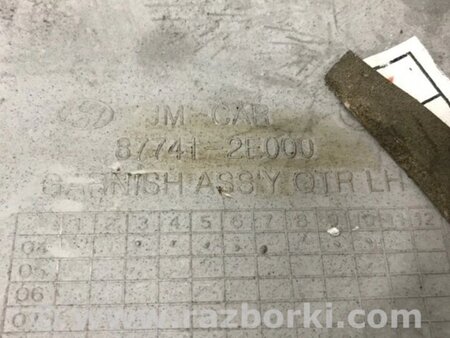 JM-CAR
87741-2E000
GARNISH ASS'Y QTR LH
1 2 3 4 5 6 7 8 9 10 11 12
04
05
06
07
www.razborki.com